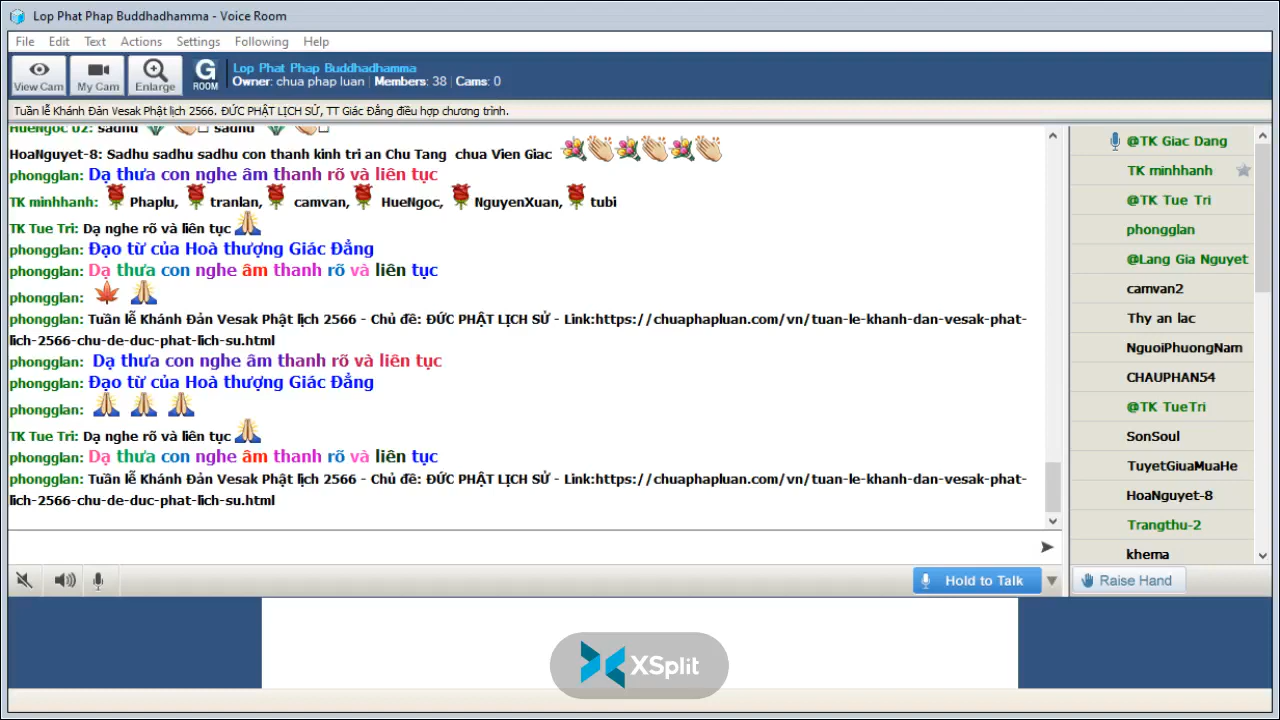 Lop Phat Phap Buddhadhamma - Voice Room
File Edit Text Actions Settings Following Help
View Cam My Cam Enlarge G ROOM
Lop Phat Phap Buddhadhamma
Owner: chua phap luan | Members: 38 | Cams: 0
Tuần lễ Khánh Đản Vesak Phật lịch 2566. ĐỨC PHẬT LỊCH SỬ, TT Giác Đẳng điều hợp chương trình.
HueNgoc 02: sadhu sadhu
HoaNguyet-8: Sadhu sadhu sadhu con thanh kinh tri an Chu Tang chua Vien Giac
phongglan: Dạ thưa con nghe âm thanh rõ và liên tục
TK minhhanh: Phaplu, tranlan, camvan, HueNgoc, NguyenXuan, tubi
TK Tue Tri: Dạ nghe rõ và liên tục
phongglan: Đạo từ của Hoà thượng Giác Đẳng
phongglan: Dạ thưa con nghe âm thanh rõ và liên tục
phongglan:
phongglan: Tuần lễ Khánh Đản Vesak Phật lịch 2566 - Chủ đề: ĐỨC PHẬT LỊCH SỬ - Link:https://chuaphapluan.com/vn/tuan-le-khanh-dan-vesak-phat-
lich-2566-chu-de-duc-phat-lich-su.html
phongglan: Dạ thưa con nghe âm thanh rõ và liên tục
phongglan: Đạo từ của Hoà thượng Giác Đẳng
phongglan:
TK Tue Tri: Dạ nghe rõ và liên tục
phongglan: Dạ thưa con nghe âm thanh rõ và liên tục
phongglan: Tuần lễ Khánh Đản Vesak Phật lịch 2566 - Chủ đề: ĐỨC PHẬT LỊCH SỬ - Link:https://chuaphapluan.com/vn/tuan-le-khanh-dan-vesak-phat-
lich-2566-chu-de-duc-phat-lich-su.html
@TK Giac Dang
TK minhhanh
@TK Tue Tri
phongglan
@Lang Gia Nguyet
camvan2
Thy an lac
NguoiPhuongNam
CHAUPHAN54
@TK TueTri
SonSoul
TuyetGiuaMuaHe
HoaNguyet-8
Trangthu-2
khema
Hold to Talk
Raise Hand
XSplit